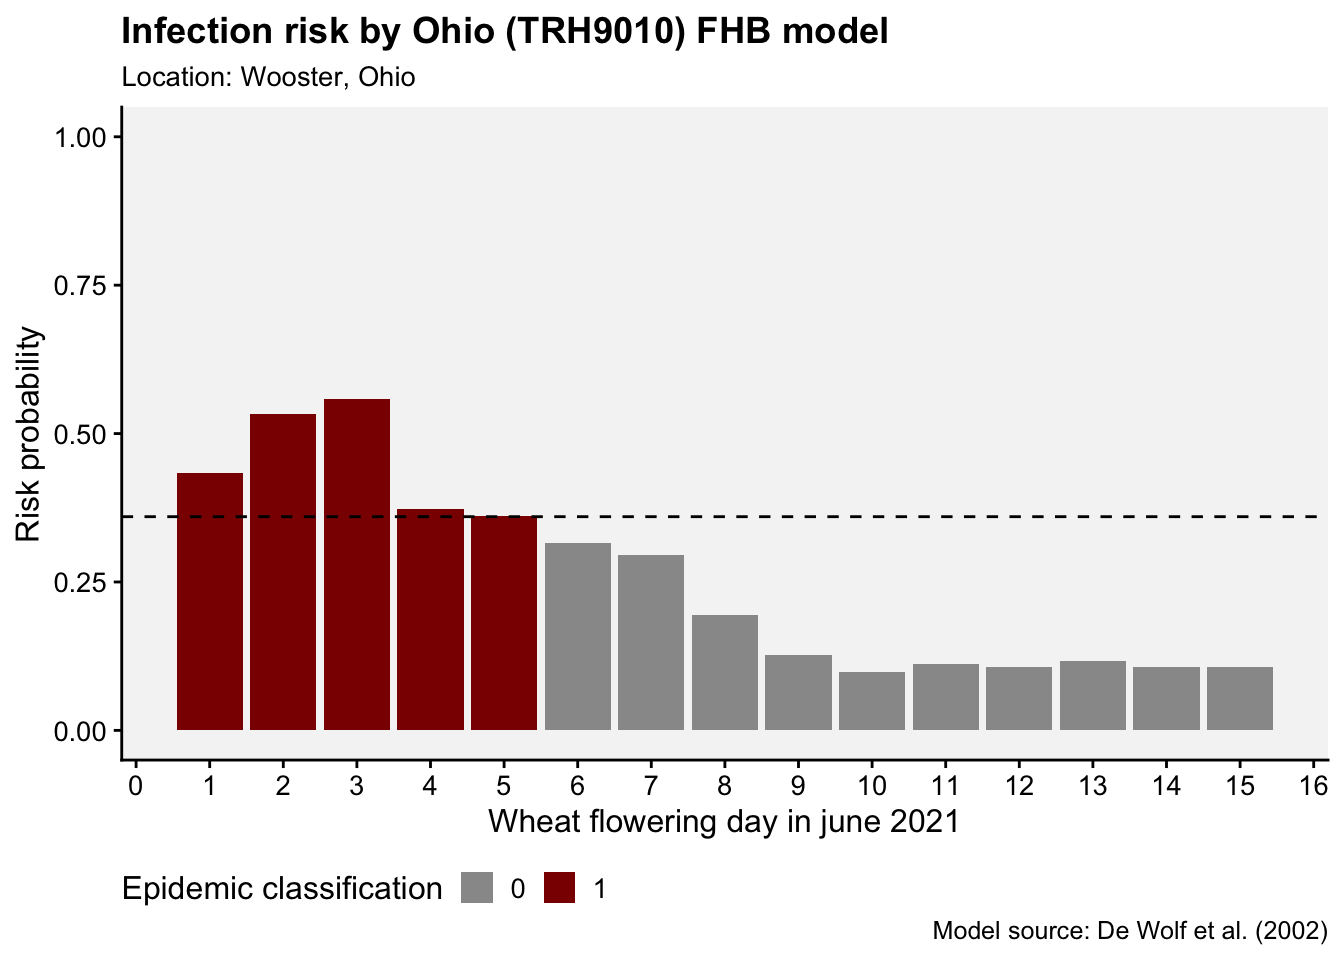 Infection risk by Ohio (TRH9010) FHB model
Location: Wooster, Ohio
1.00
0.75
0.50
0.25
0.00
Risk probability
0 1 2 3 4 5 6 7 8 9 10 11 12 13 14 15 16
Wheat flowering day in june 2021
Epidemic classification 0 1
Model source: De Wolf et al. (2002)